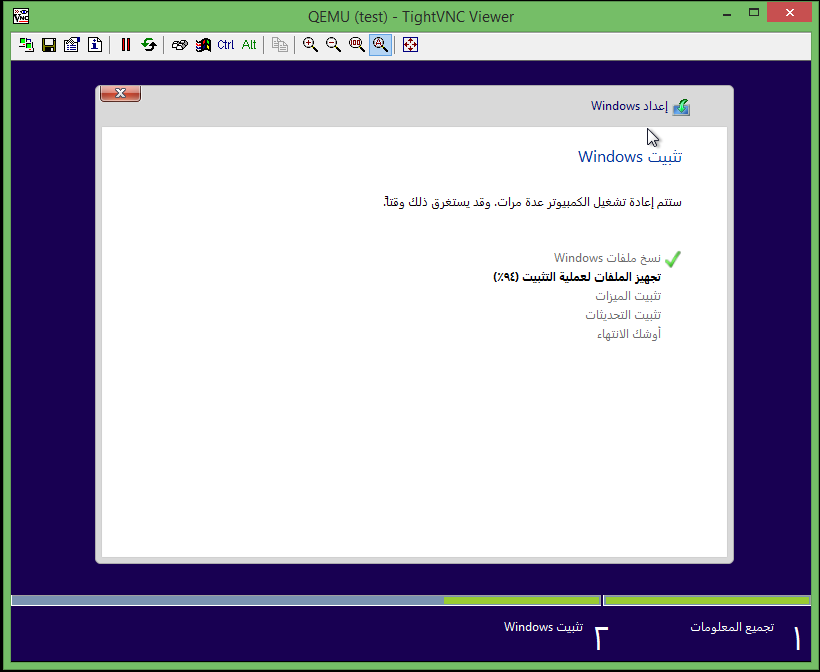 QEMU (test) - TightVNC Viewer
Ctrl Alt
إعداد Windows
تثبيت Windows
ستتم إعادة تشغيل الكمبيوتر عدة مرات. وقد يستغرق ذلك وقتاً.
نسخ ملفات Windows
تجهيز الملفات لعملية التثبيت (٩٤٪)
تثبيت الميزات
تثبيت التحديثات
أوشك الانتهاء
١ تجميع المعلومات
٢ تثبيت Windows